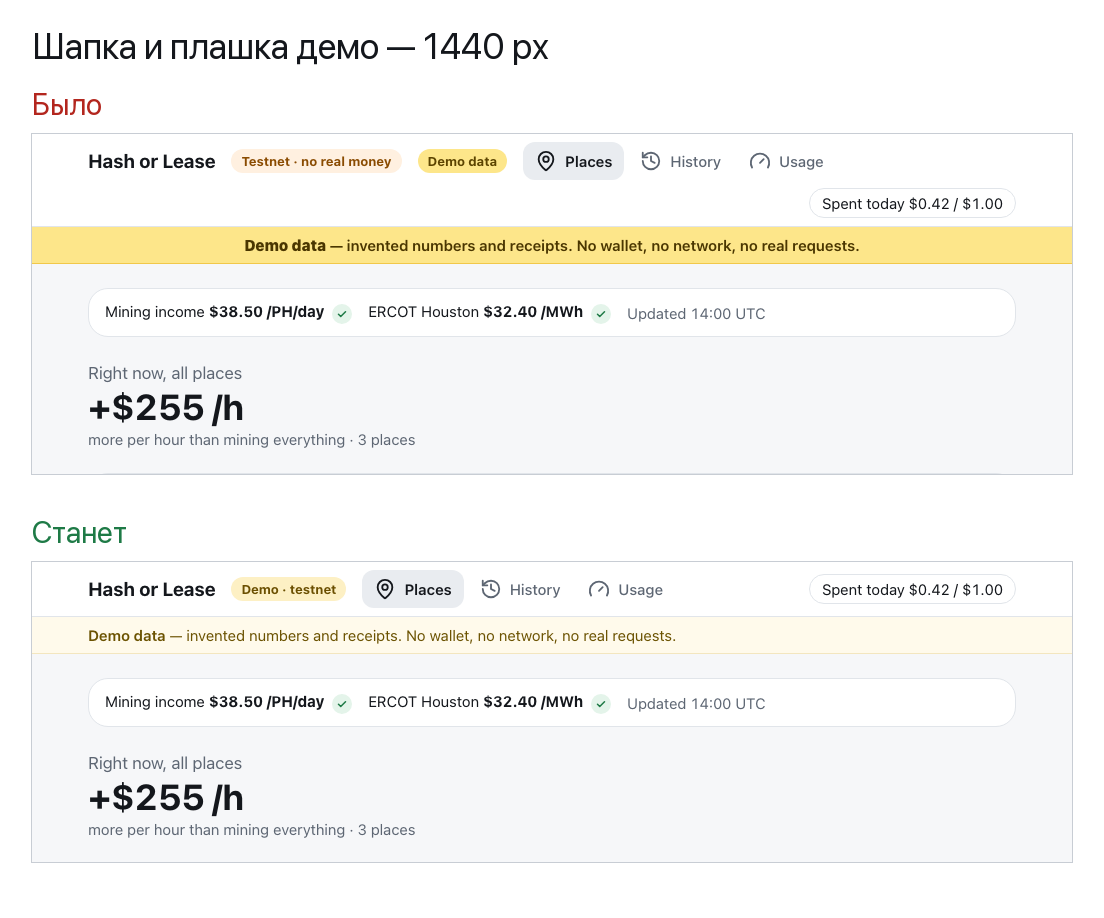 Шапка и плашка демо — 1440 px
Было
Hash or Lease Testnet · no real money Demo data Places History Usage
Spent today $0.42 / $1.00
Demo data — invented numbers and receipts. No wallet, no network, no real requests.
Mining income $38.50 /PH/day ERCOT Houston $32.40 /MWh Updated 14:00 UTC
Right now, all places
+$255 /h
more per hour than mining everything · 3 places
Станет
Hash or Lease Demo · testnet Places History Usage Spent today $0.42 / $1.00
Demo data — invented numbers and receipts. No wallet, no network, no real requests.
Mining income $38.50 /PH/day ERCOT Houston $32.40 /MWh Updated 14:00 UTC
Right now, all places
+$255 /h
more per hour than mining everything · 3 places